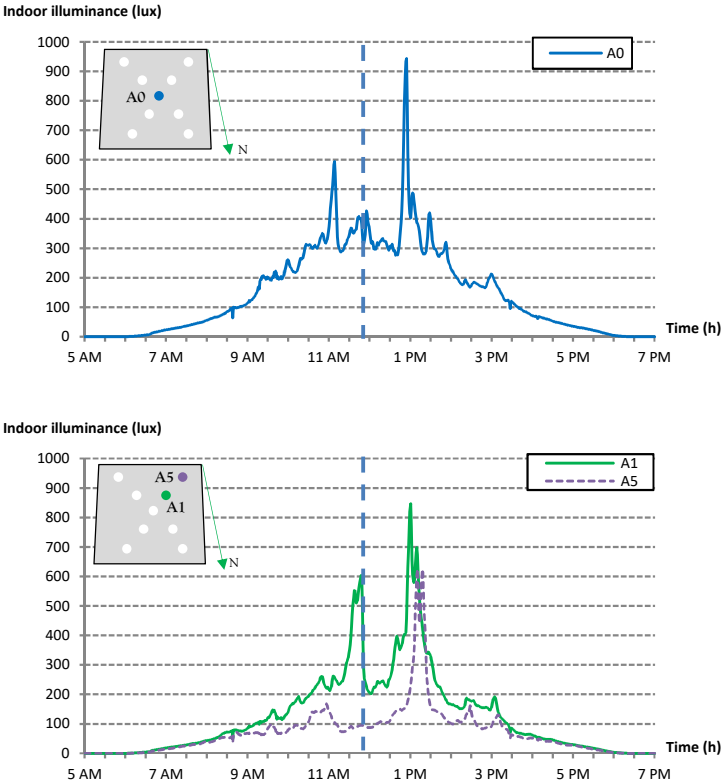 Indoor illuminance (lux)
1000
900
800
700
600
500
400
300
200
100
0
A0
N
A0
Time (h)
5 AM 7 AM 9 AM 11 AM 1 PM 3 PM 5 PM 7 PM
Indoor illuminance (lux)
1000
900
800
700
600
500
400
300
200
100
0
A5
A1
N
A1
A5
Time (h)
5 AM 7 AM 9 AM 11 AM 1 PM 3 PM 5 PM 7 PM